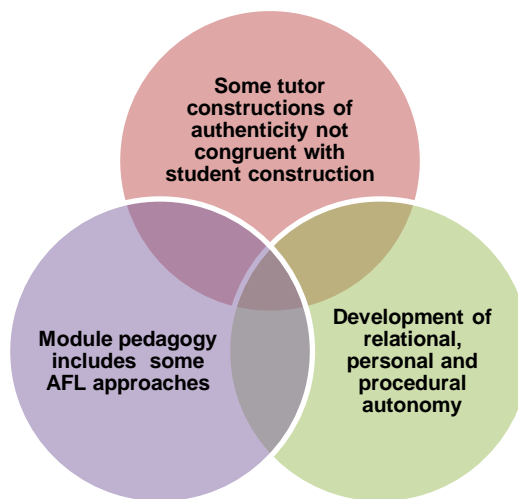 Some tutor
constructions of
authenticity not
congruent with
student construction
Module pedagogy
includes some
AFL approaches
Development of
relational,
personal and
procedural
autonomy